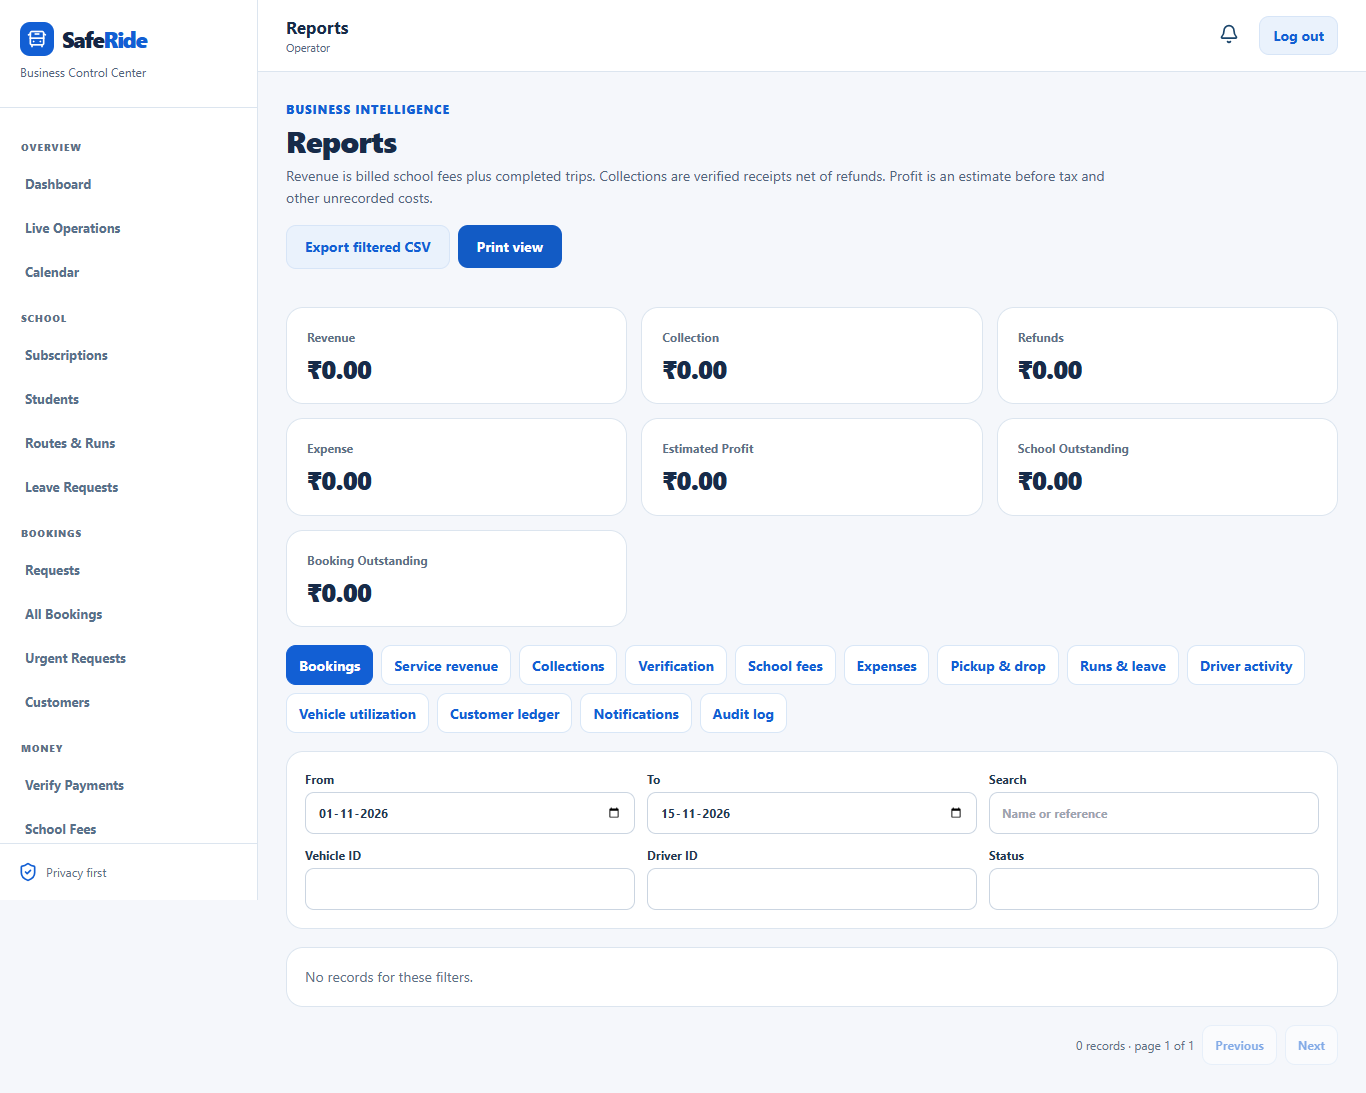 SafeRide
Business Control Center
OVERVIEW
Dashboard
Live Operations
Calendar
SCHOOL
Subscriptions
Students
Routes & Runs
Leave Requests
BOOKINGS
Requests
All Bookings
Urgent Requests
Customers
MONEY
Verify Payments
School Fees
Privacy first
Reports
Operator
Log out
BUSINESS INTELLIGENCE
Reports
Revenue is billed school fees plus completed trips. Collections are verified receipts net of refunds. Profit is an estimate before tax and
other unrecorded costs.
Export filtered CSV Print view
Revenue Collection Refunds
₹0.00 ₹0.00 ₹0.00
Expense Estimated Profit School Outstanding
₹0.00 ₹0.00 ₹0.00
Booking Outstanding
₹0.00
Bookings Service revenue Collections Verification School fees Expenses Pickup & drop Runs & leave Driver activity
Vehicle utilization Customer ledger Notifications Audit log
From To Search
01-11-2026 15-11-2026 Name or reference
Vehicle ID Driver ID Status
No records for these filters.
0 records · page 1 of 1 Previous Next